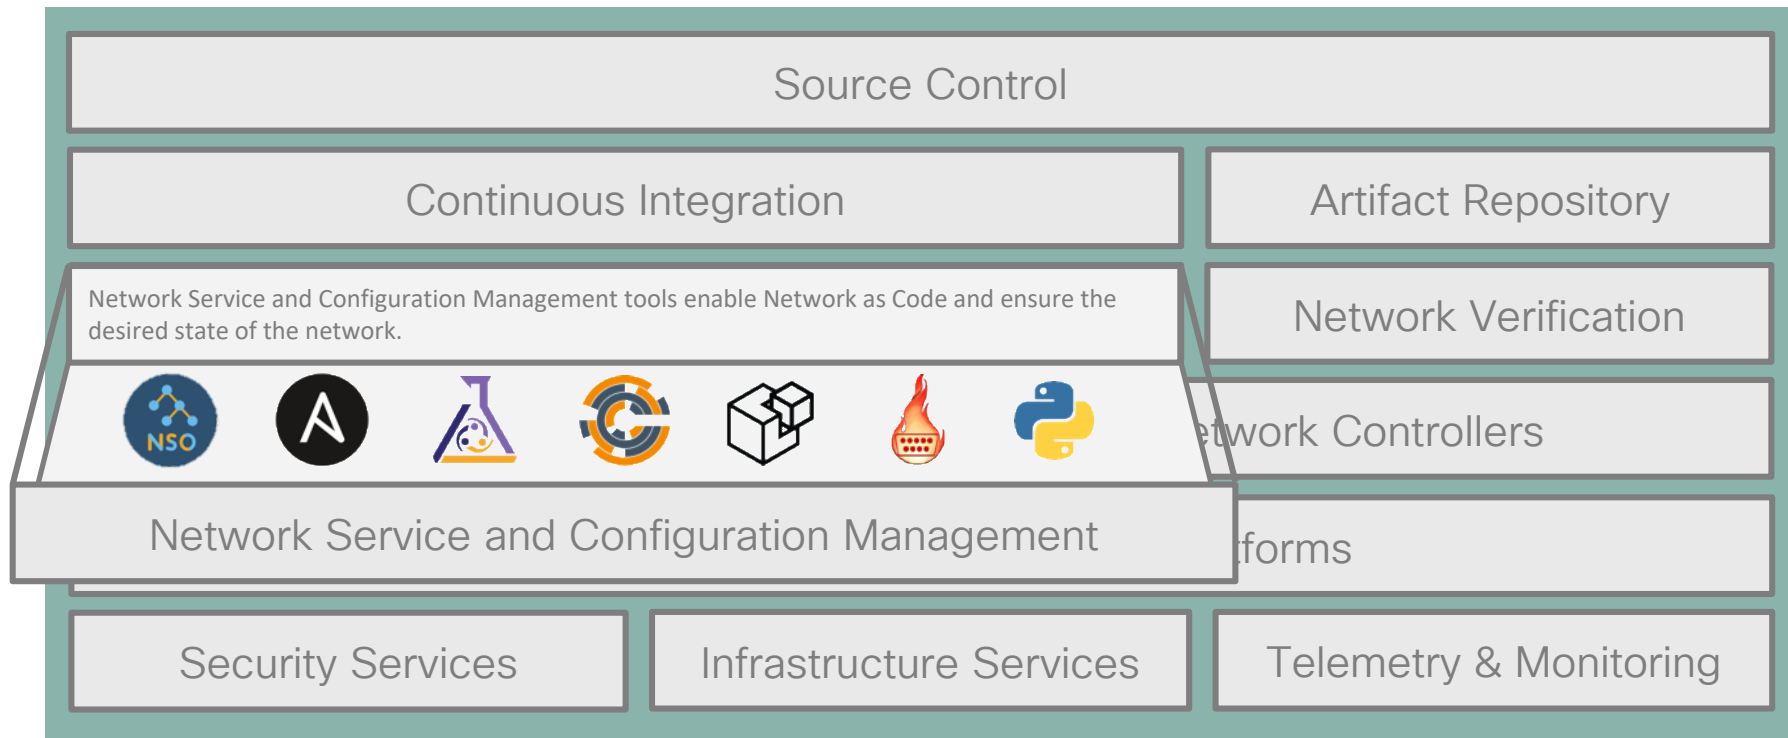 Source Control
Continuous Integration
Artifact Repository
Network Service and Configuration Management tools enable Network as Code and ensure the
desired state of the network.
Network Verification
NSO
Controllers
Network Service and Configuration Management
Security Services
Infrastructure Services
Telemetry & Monitoring